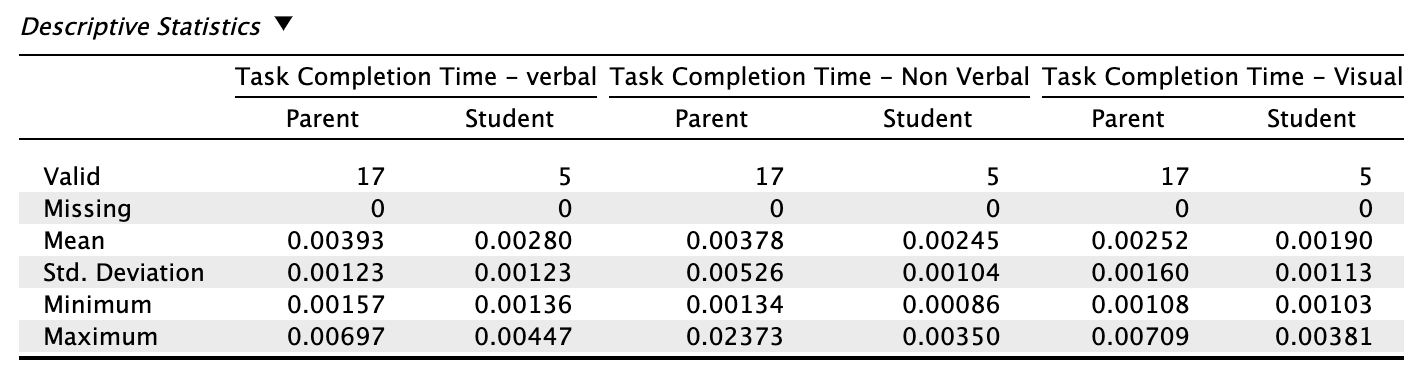 Descriptive Statistics ▼
Task Completion Time - verbal Task Completion Time - Non Verbal Task Completion Time - Visual
Parent Student Parent Student Parent Student
Valid 17 5 17 5 17 5
Missing 0 0 0 0 0 0
Mean 0.00393 0.00280 0.00378 0.00245 0.00252 0.00190
Std. Deviation 0.00123 0.00123 0.00526 0.00104 0.00160 0.00113
Minimum 0.00157 0.00136 0.00134 0.00086 0.00108 0.00103
Maximum 0.00697 0.00447 0.02373 0.00350 0.00709 0.00381